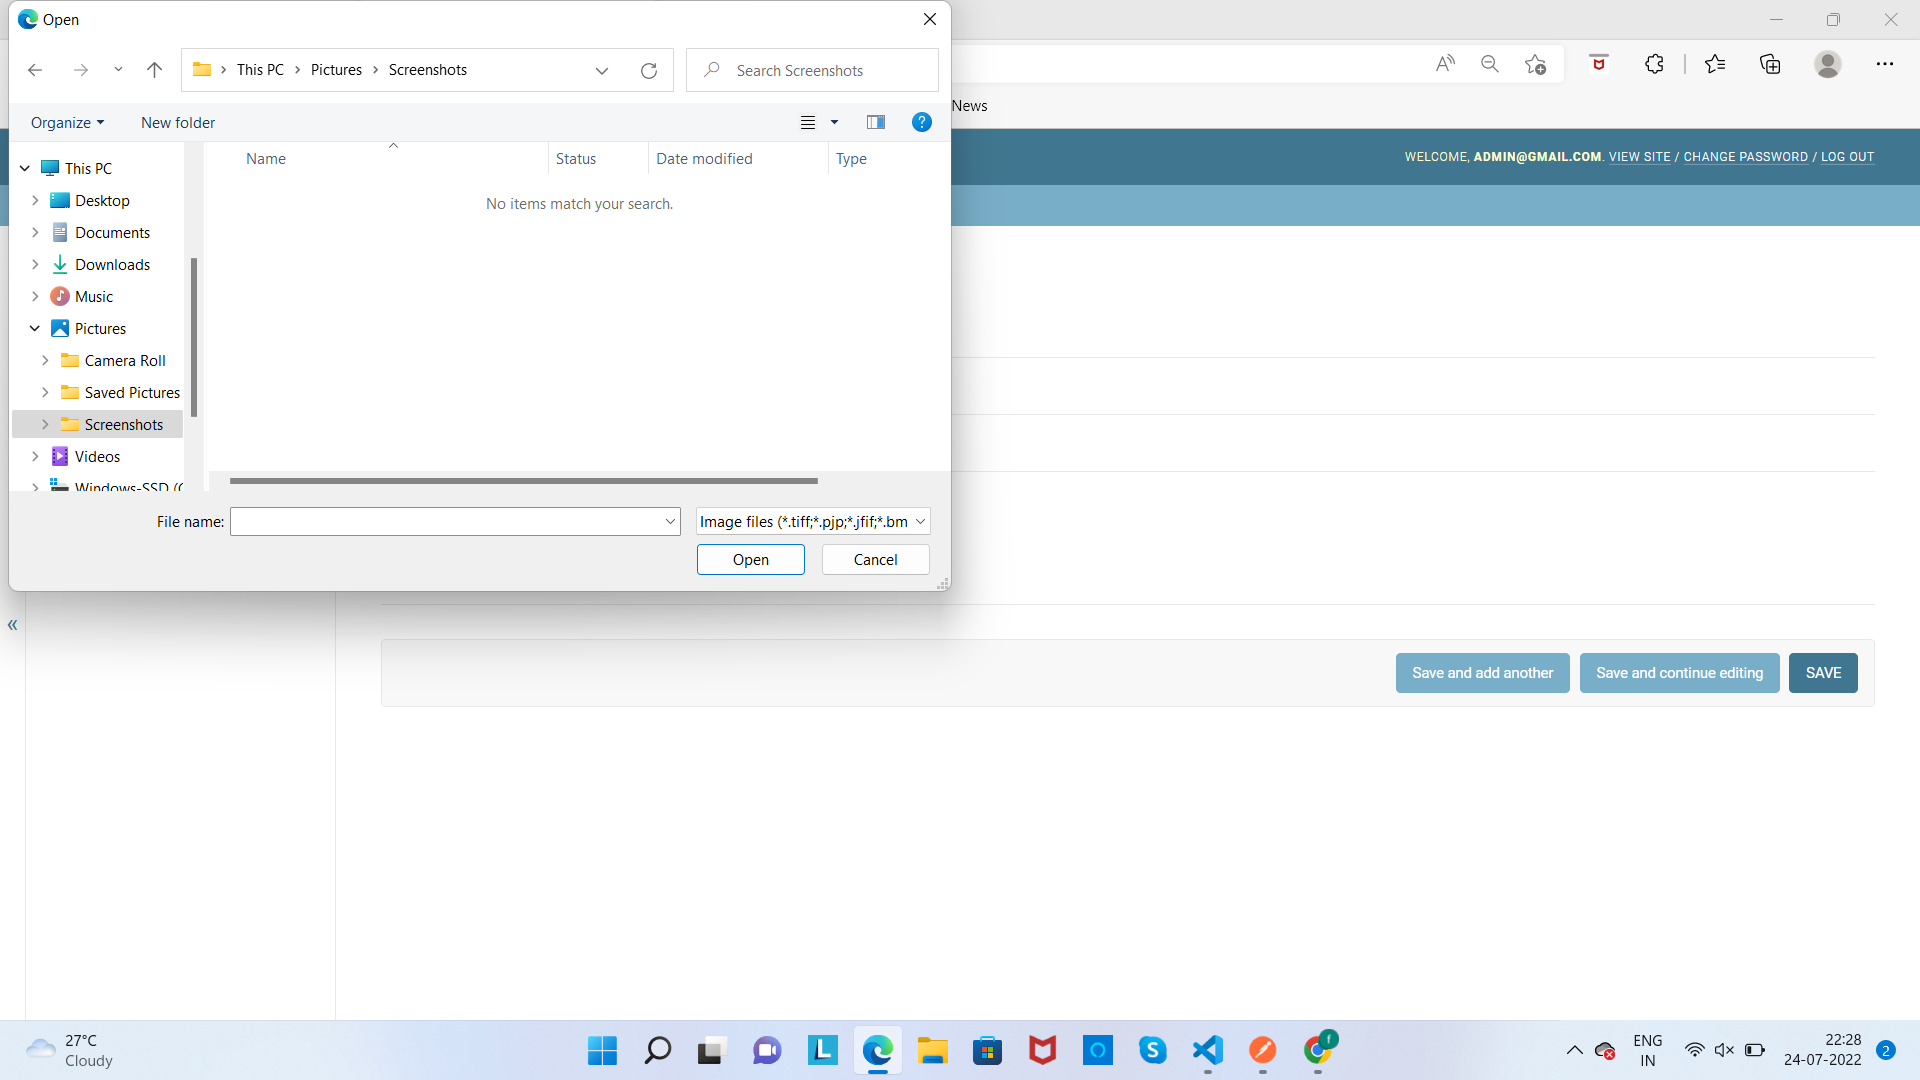 Open
This PC
Pictures
Screenshots
Search Screenshots
News
Organize
New folder
?
WELCOME, ADMIN@GMAIL.COM. VIEW SITE / CHANGE PASSWORD / LOG OUT
Name
Status
Date modified
Type
No items match your search.
This PC
Desktop
Documents
Downloads
Music
Pictures
Camera Roll
Saved Pictures
Screenshots
Videos
Windows-SSD (C
File name:
Image files (*.tiff;*.pjp;*.jfif;*.bm
Open
Cancel
«
Save and add another
Save and continue editing
SAVE
27°C
Cloudy
L
S
f
ENG
IN
22:28
24-07-2022
2